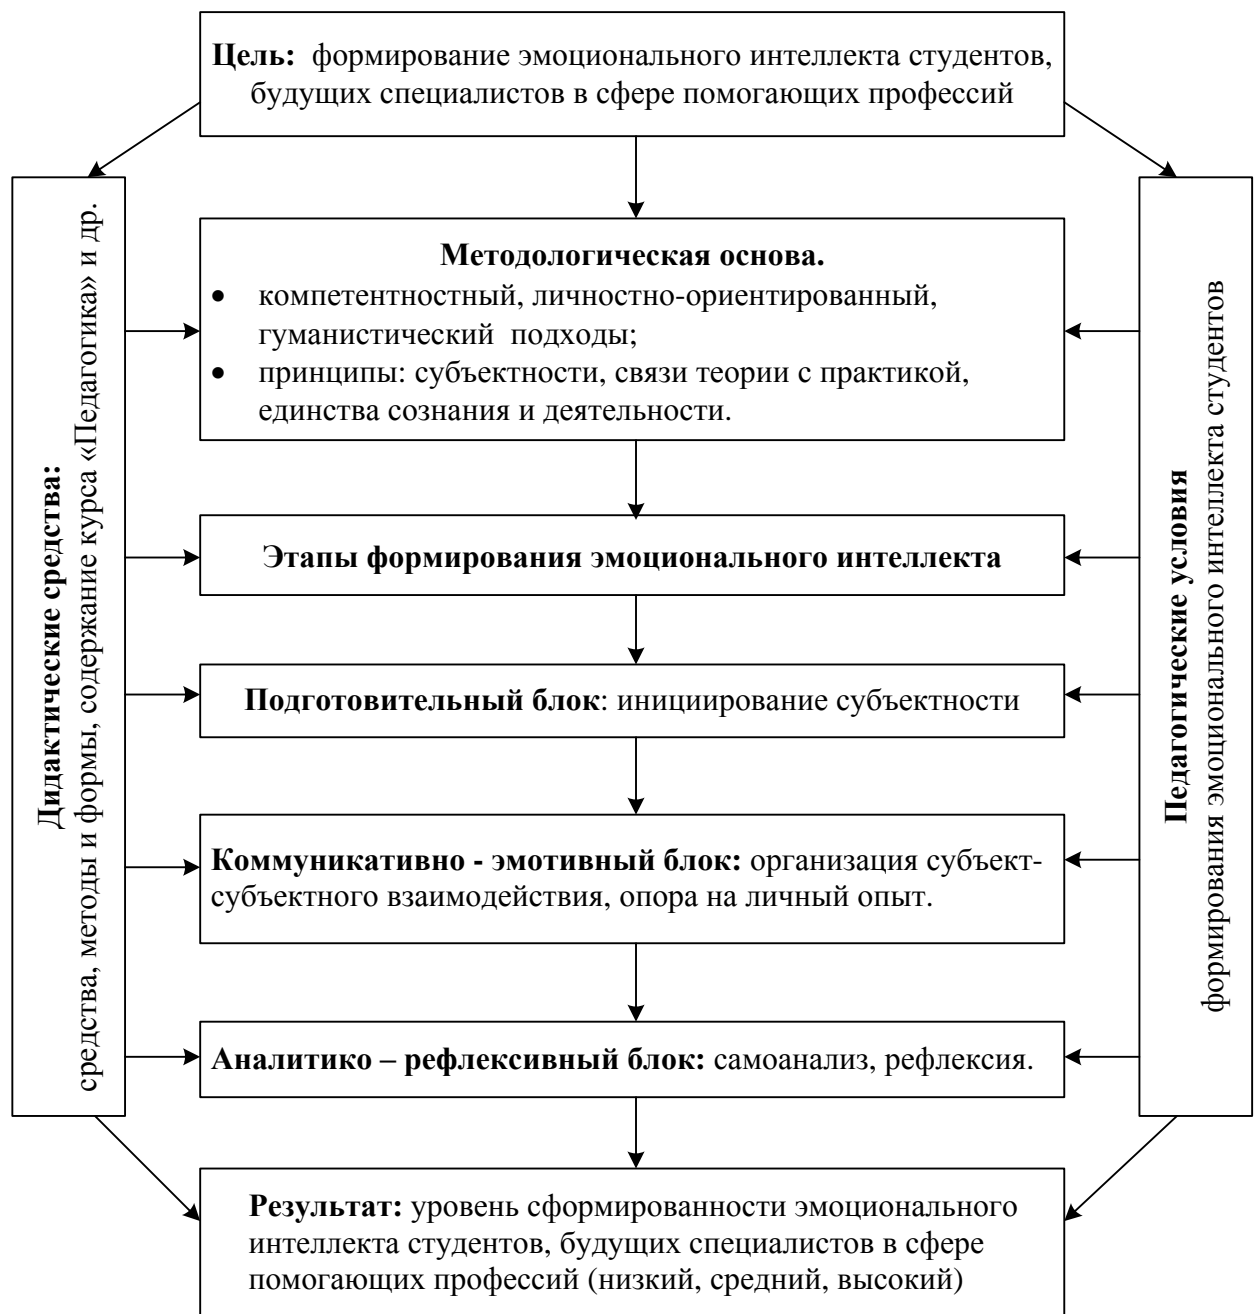 Цель: формирование эмоционального интеллекта студентов,
будущих специалистов в сфере помогающих профессий
Дидактические средства:
средства, методы и формы, содержание курса «Педагогика» и др.
Методологическая основа.
• компетентностный, личностно-ориентированный,
гуманистический подходы;
• принципы: субъектности, связи теории с практикой,
единства сознания и деятельности.
Этапы формирования эмоционального интеллекта
Подготовительный блок: инициирование субъектности
Коммуникативно - эмотивный блок: организация субъект-
субъектного взаимодействия, опора на личный опыт.
Аналитико – рефлексивный блок: самоанализ, рефлексия.
Педагогические условия
формирования эмоционального интеллекта студентов
Результат: уровень сформированности эмоционального
интеллекта студентов, будущих специалистов в сфере
помогающих профессий (низкий, средний, высокий)